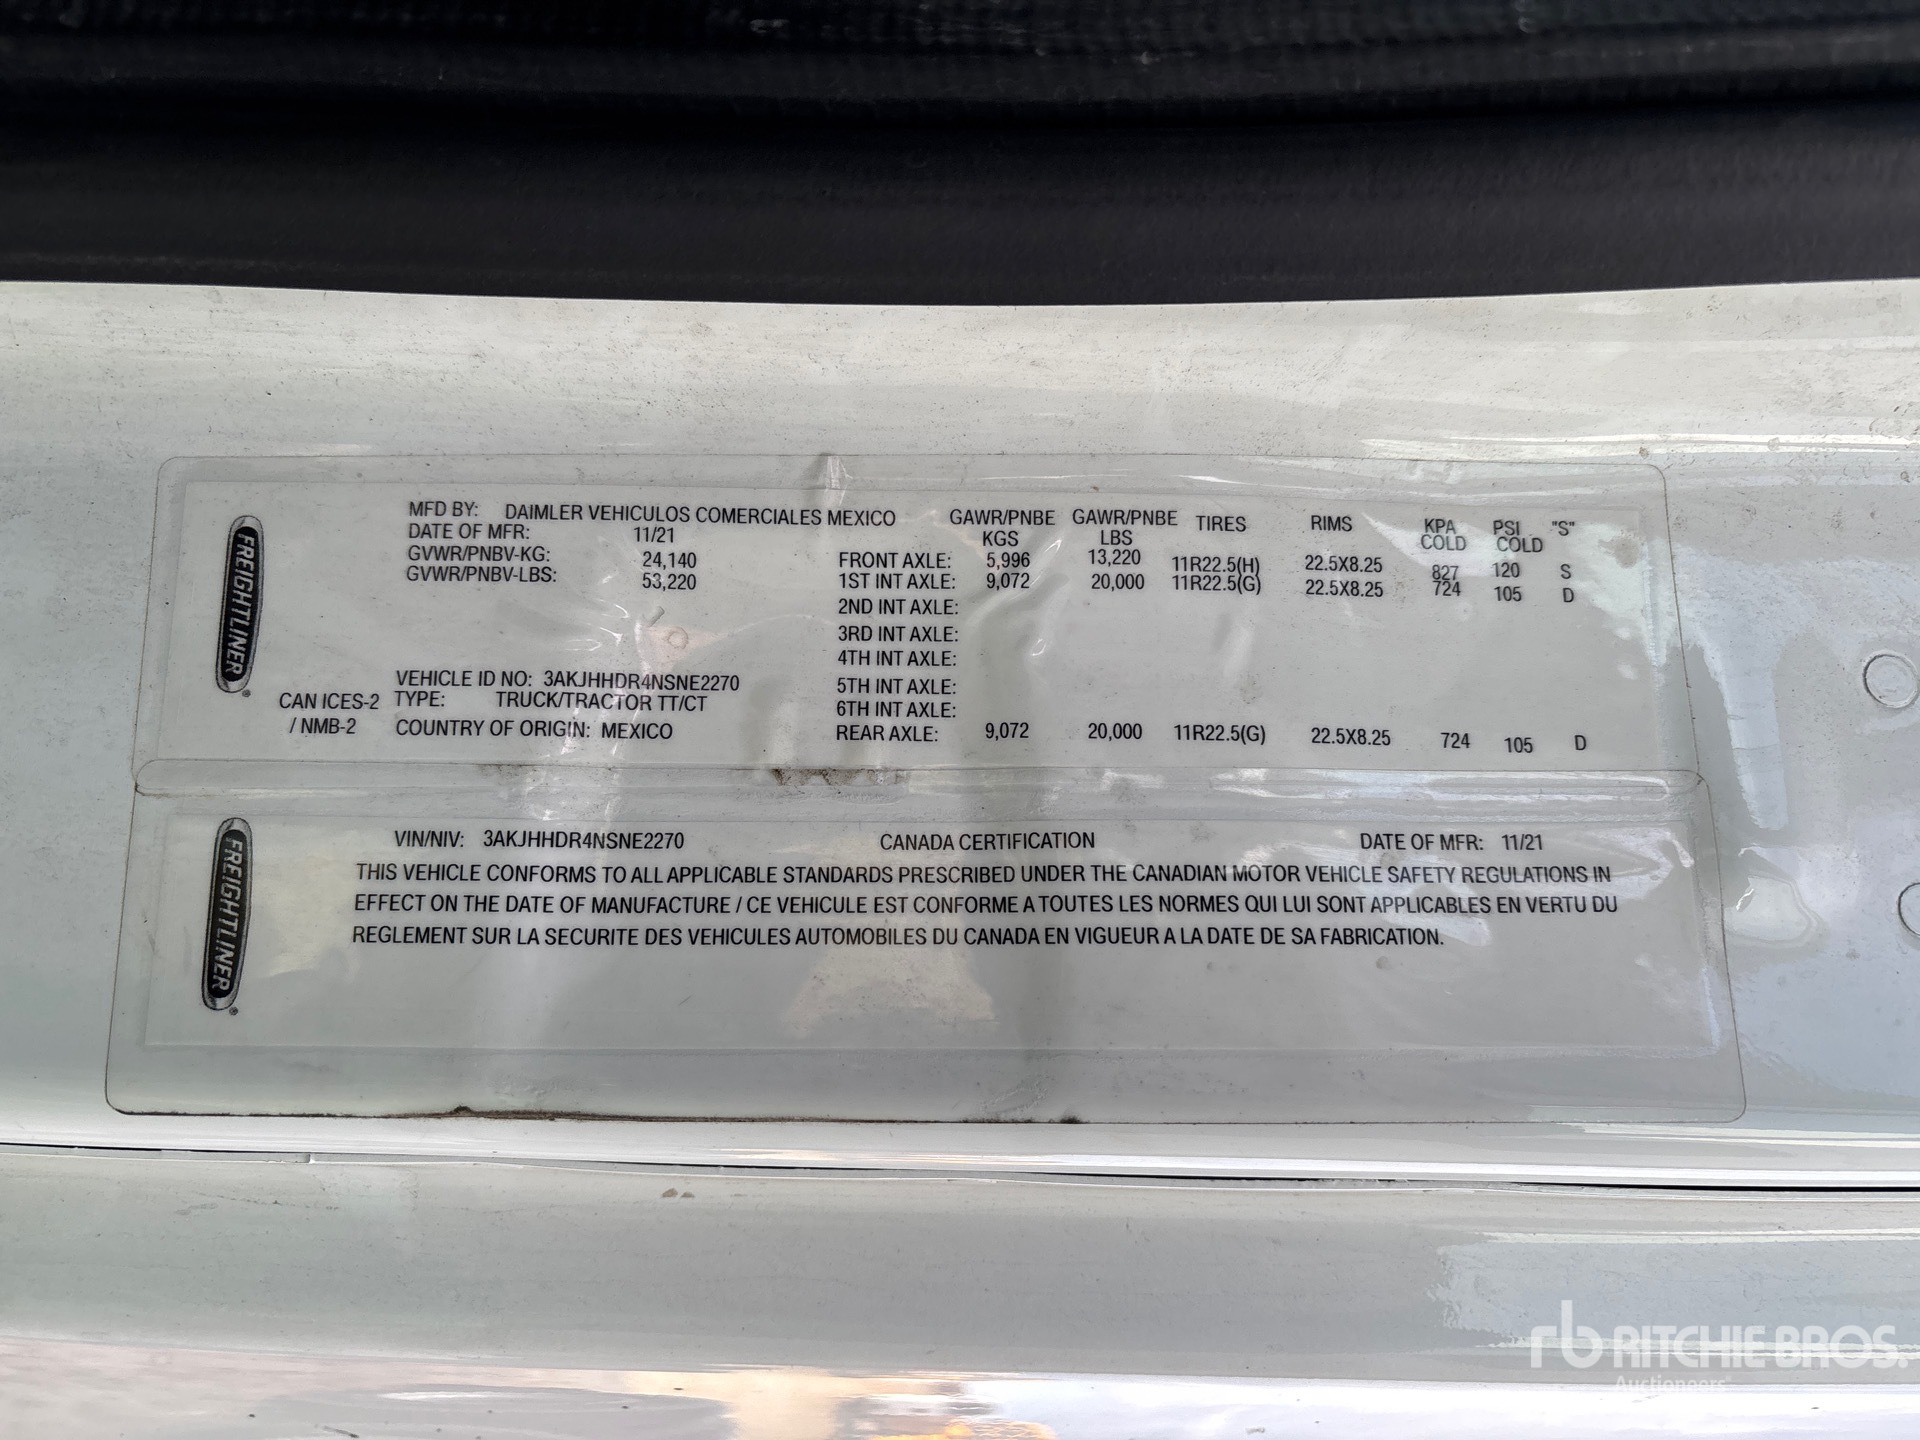 FREIGHTLINER®
MFD BY: DAIMLER VEHICULOS COMERCIALES MEXICO GAWR/PNBE KGS GAWR/PNBE LBS TIRES RIMS KPA COLD PSI COLD "S"
DATE OF MFR: 11/21
GVWR/PNBV-KG: 24,140 FRONT AXLE: 5,996 13,220 11R22.5(H) 22.5X8.25 827 120 S
GVWR/PNBV-LBS: 53,220 1ST INT AXLE: 9,072 20,000 11R22.5(G) 22.5X8.25 724 105 D
2ND INT AXLE:
3RD INT AXLE:
4TH INT AXLE:
VEHICLE ID NO: 3AKJHHDR4NSNE2270 5TH INT AXLE:
CAN ICES-2 TYPE: TRUCK/TRACTOR TT/CT 6TH INT AXLE:
/ NMB-2 COUNTRY OF ORIGIN: MEXICO REAR AXLE: 9,072 20,000 11R22.5(G) 22.5X8.25 724 105 D
FREIGHTLINER®
VIN/NIV: 3AKJHHDR4NSNE2270 CANADA CERTIFICATION DATE OF MFR: 11/21
THIS VEHICLE CONFORMS TO ALL APPLICABLE STANDARDS PRESCRIBED UNDER THE CANADIAN MOTOR VEHICLE SAFETY REGULATIONS IN
EFFECT ON THE DATE OF MANUFACTURE / CE VEHICULE EST CONFORME A TOUTES LES NORMES QUI LUI SONT APPLICABLES EN VERTU DU
REGLEMENT SUR LA SECURITE DES VEHICULES AUTOMOBILES DU CANADA EN VIGUEUR A LA DATE DE SA FABRICATION.
rb RITCHIE BROS.
Auctioneers